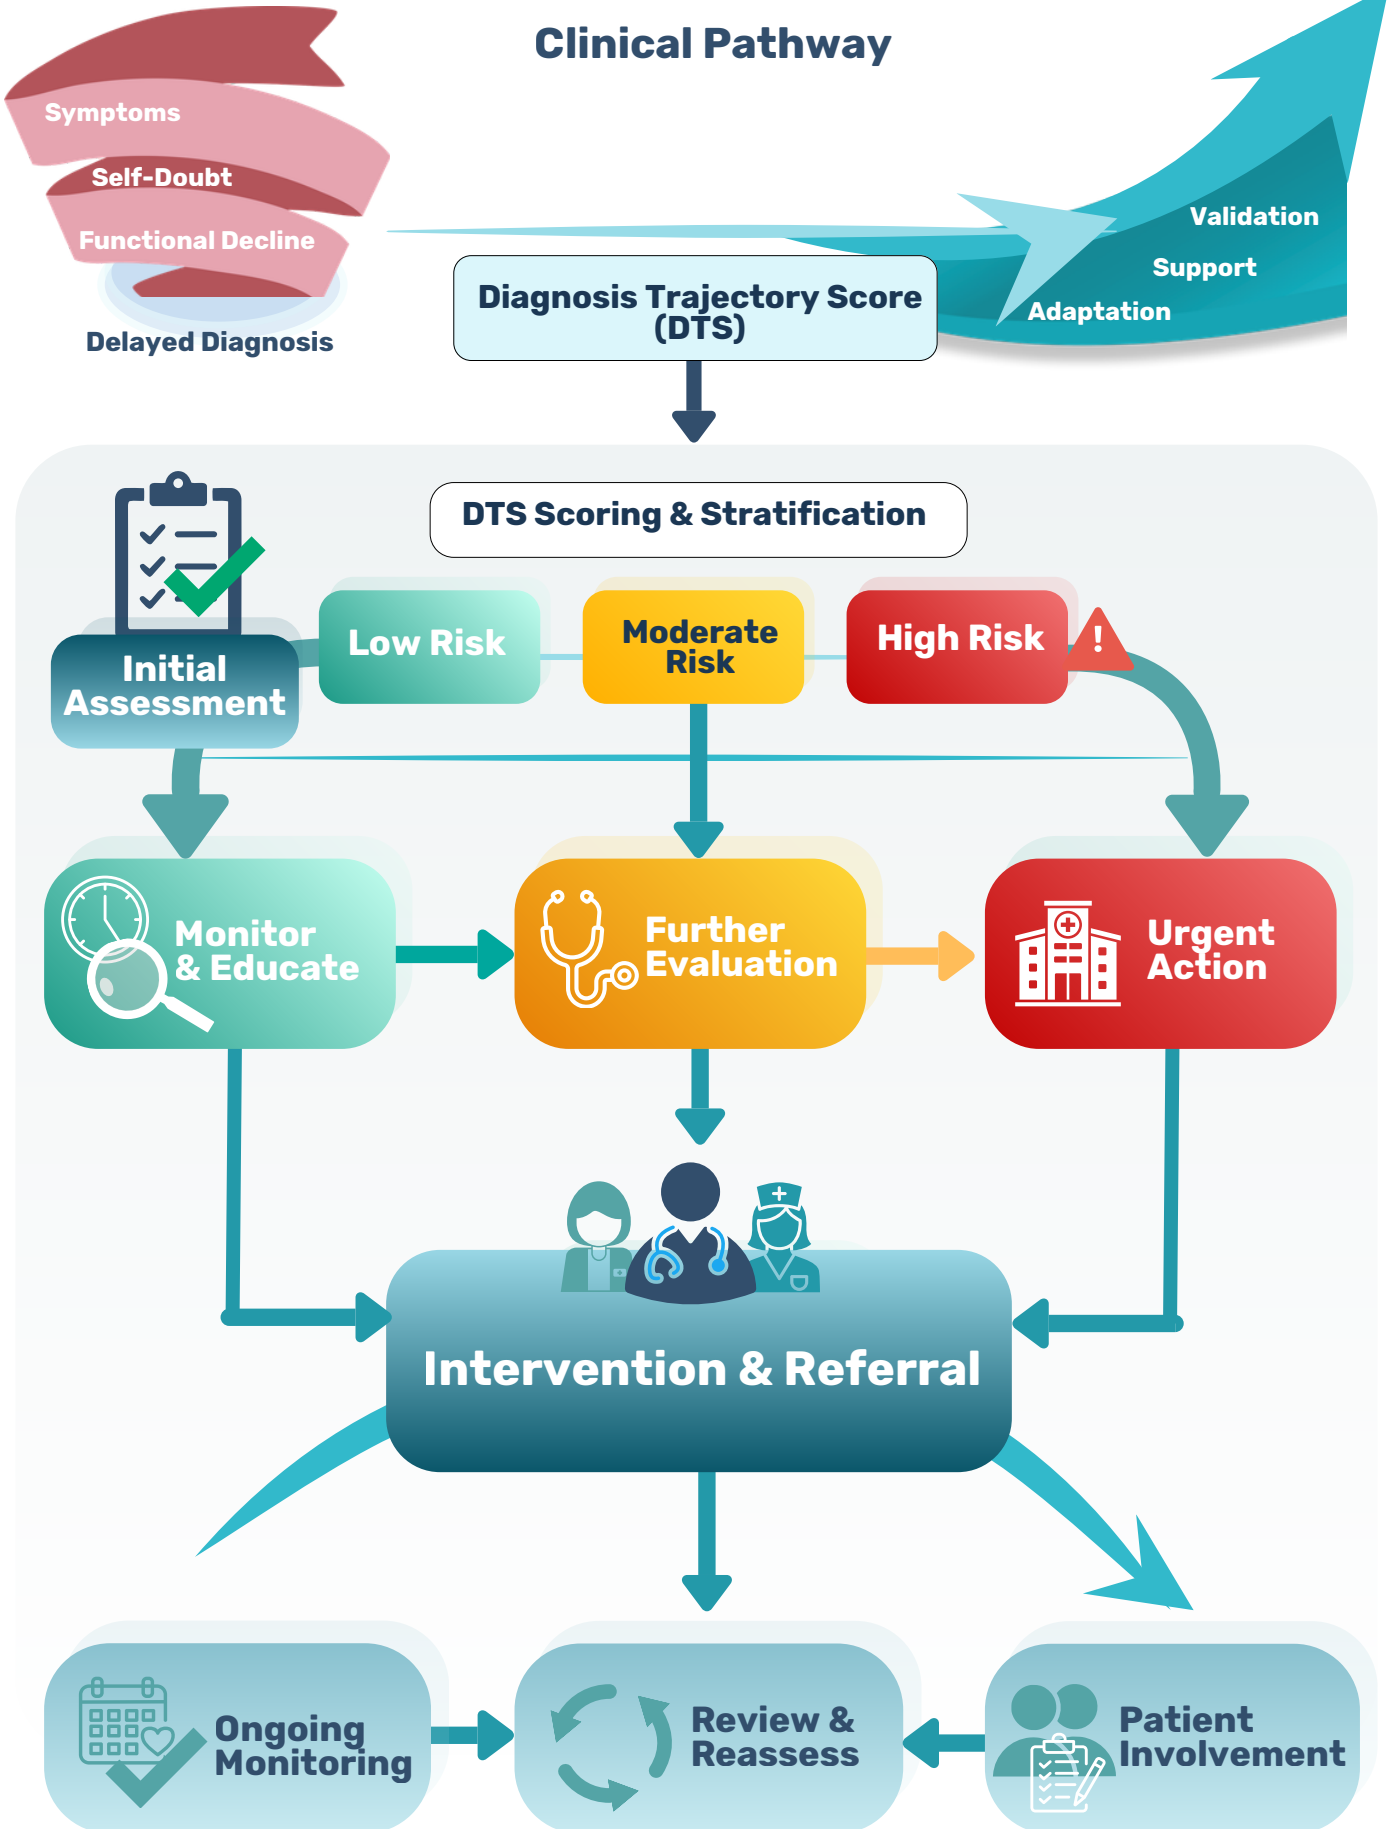 Clinical Pathway
Symptoms
Self-Doubt
Functional Decline
Delayed Diagnosis
Validation
Support
Adaptation
Diagnosis Trajectory Score
(DTS)
DTS Scoring & Stratification
Initial
Assessment
Low Risk
Moderate
Risk
High Risk
!
Monitor
& Educate
Further
Evaluation
Urgent
Action
Intervention & Referral
Ongoing
Monitoring
Review &
Reassess
Patient
Involvement